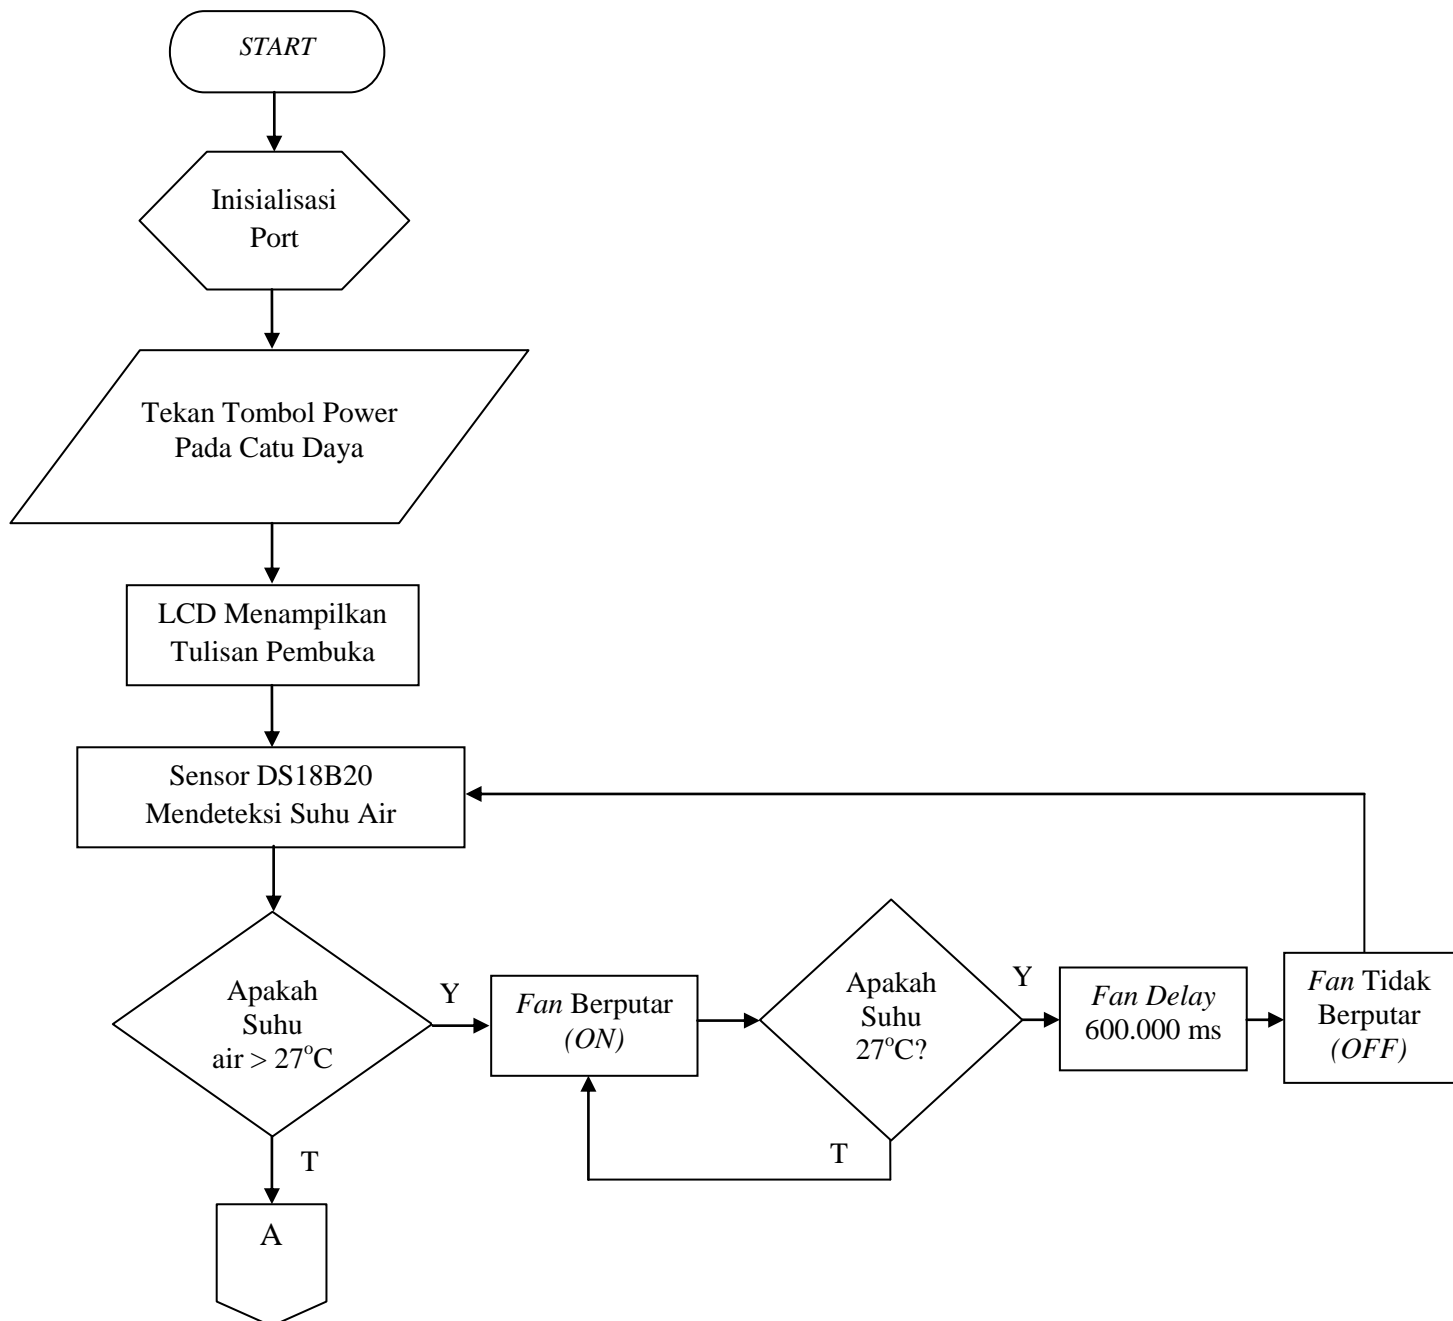 START
Inisialisasi
Port
Tekan Tombol Power
Pada Catu Daya
LCD Menampilkan
Tulisan Pembuka
Sensor DS18B20
Mendeteksi Suhu Air
Apakah
Suhu
air > 27°C
Y
T
Fan Berputar
(ON)
Apakah
Suhu
27°C?
Y
T
Fan Delay
600.000 ms
Fan Tidak
Berputar
(OFF)
A